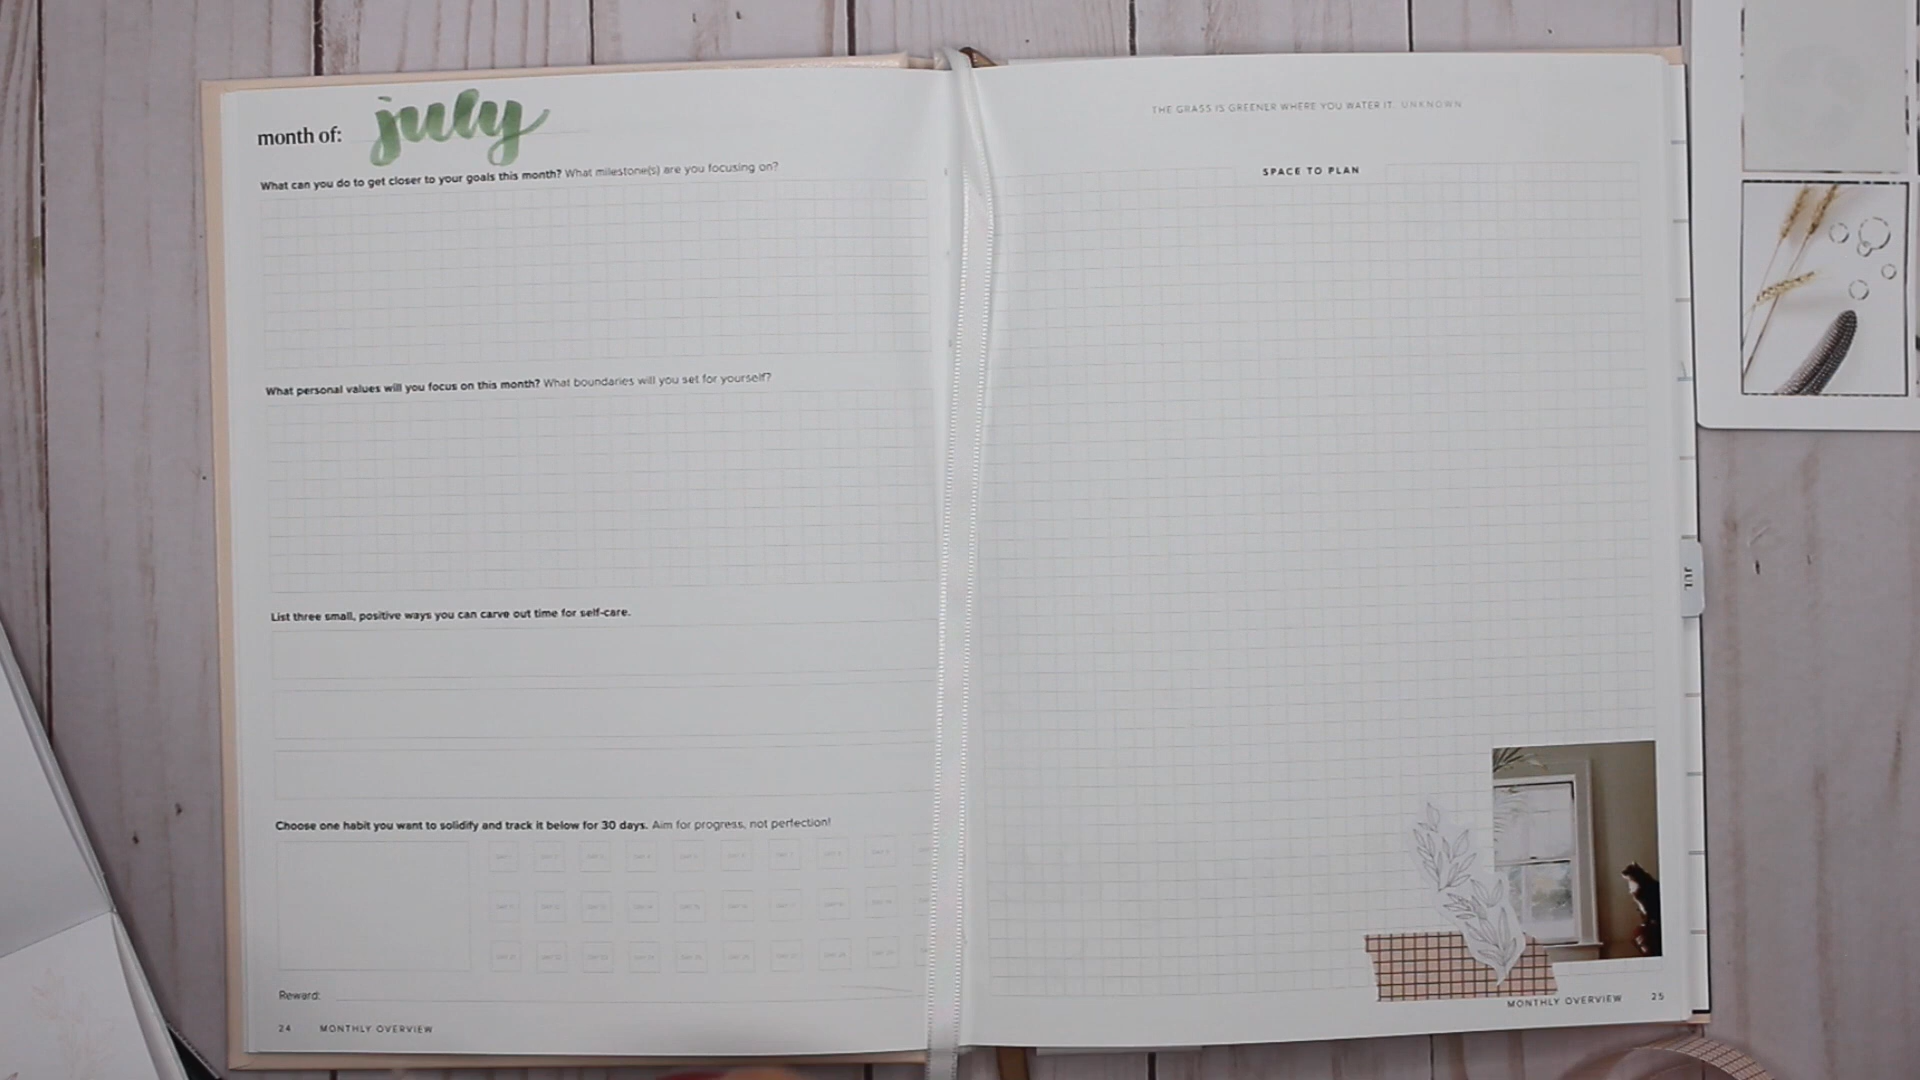 month of: july
What can you do to get closer to your goals this month? What milestone(s) are you focusing on?
What personal values will you focus on this month? What boundaries will you set for yourself?
List three small, positive ways you can carve out time for self-care.
Choose one habit you want to solidify and track it below for 30 days. Aim for progress, not perfection!
Reward:
24 MONTHLY OVERVIEW
THE GRASS IS GREENER WHERE YOU WATER IT. UNKNOWN
SPACE TO PLAN
JUL
MONTHLY OVERVIEW 25